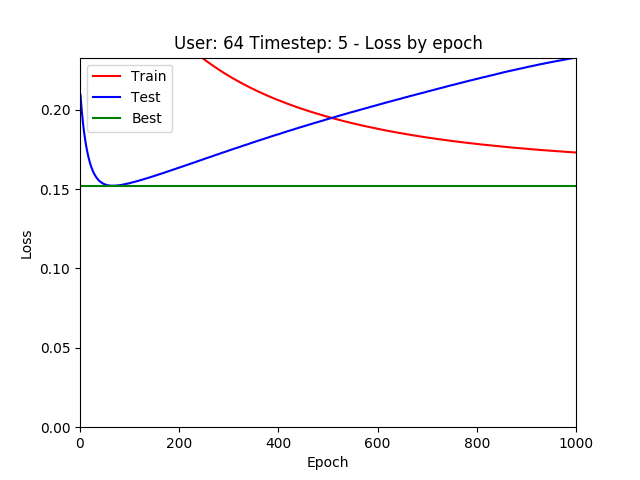 User: 64 Timestep: 5 - Loss by epoch
Train
Test
Best
0.20
0.15
0.10
0.05
0.00
Loss
0 200 400 600 800 1000
Epoch